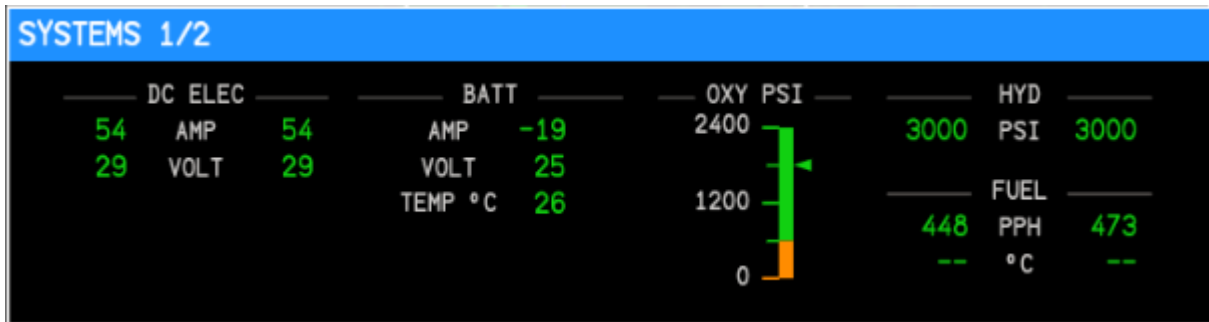 SYSTEMS 1/2
DC ELEC BATT OXY PSI HYD
54 AMP 54 AMP -19 2400 3000 PSI 3000
29 VOLT 29 VOLT 25
TEMP °C 26 1200 FUEL
448 PPH 473
-- °C --
0